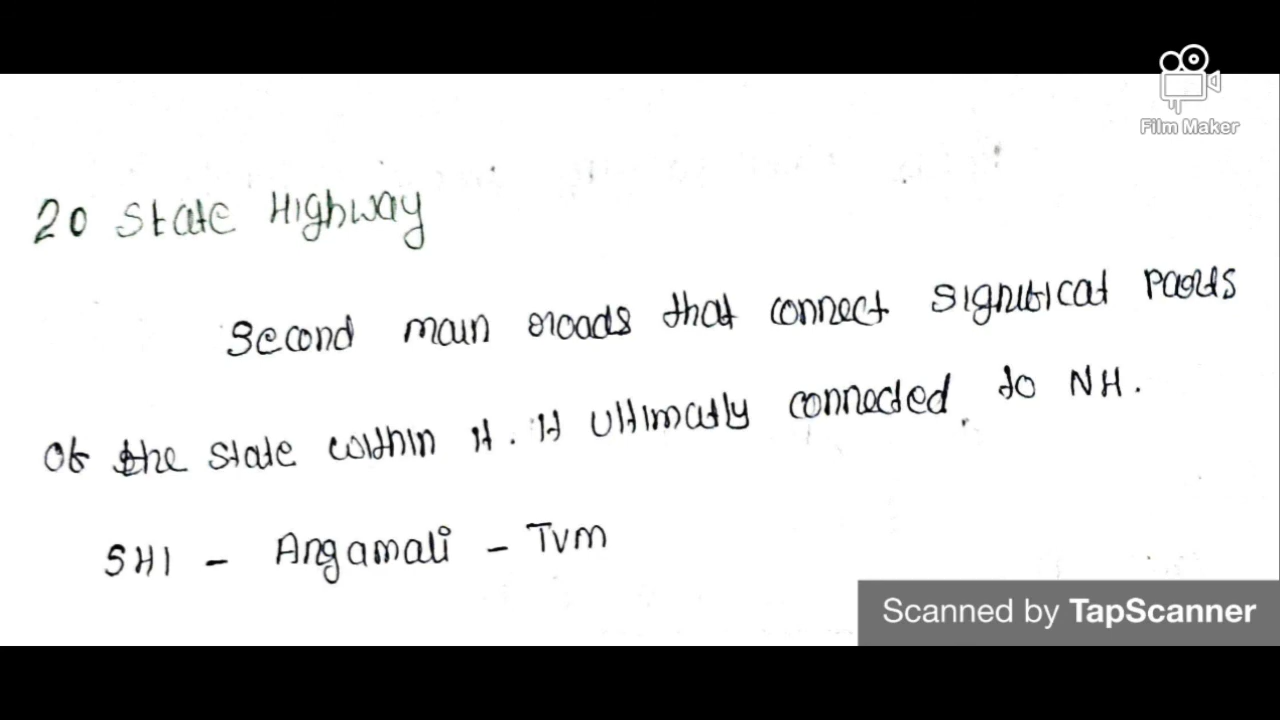 Film Maker
20 State Highway
Second main roads that connect significat parts
of the state within it. It ultimatly connected to NH.
SH1 - Angamali - Tvm
Scanned by TapScanner